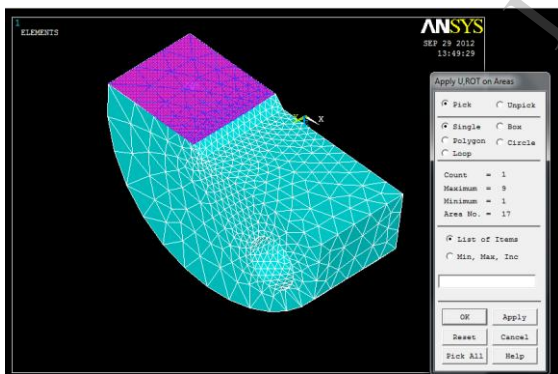 1
ELEMENTS
ANSYS
SEP 29 2012
13:49:29
X
Apply U,ROT on Areas
Pick
Unpick
Single
Box
Polygon
Circle
Loop
Count = 1
Maximum = 9
Minimum = 1
Area No. = 17
List of Items
Min, Max, Inc
OK
Apply
Reset
Cancel
Pick All
Help